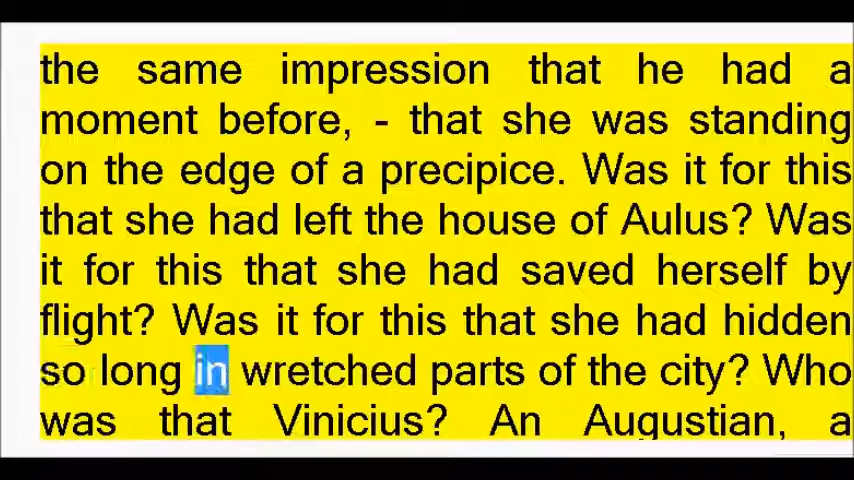 the same impression that he had a
moment before, - that she was standing
on the edge of a precipice. Was it for this
that she had left the house of Aulus? Was
it for this that she had saved herself by
flight? Was it for this that she had hidden
so long in wretched parts of the city? Who
was that Vinicius? An Augustian, a